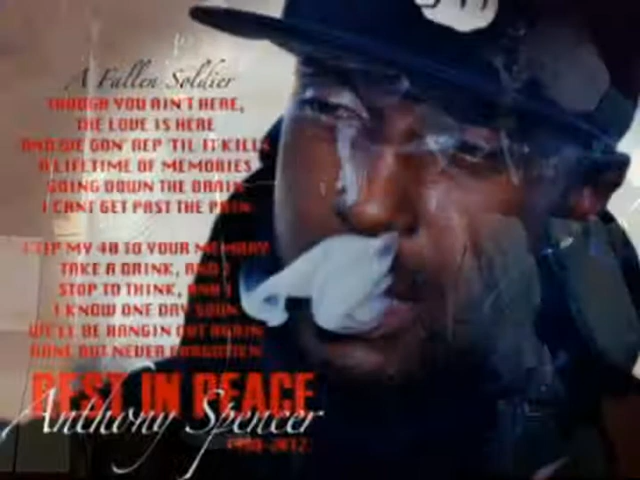 A Fallen Soldier
THOUGH YOU AIN'T HERE,
THE LOVE IS HERE
AND WE GON' REP 'TIL IT KILLS
A LIFETIME OF MEMORIES
GOING DOWN THE DRAIN
I CANT GET PAST THE PAIN
I TIP MY 40 TO YOUR MEMORY
TAKE A DRINK, AND I
STOP TO THINK, AND I
I KNOW ONE DAY SOON
WE'LL BE HANGIN OUT AGAIN
GONE BUT NEVER FORGOTTEN
REST IN PEACE
Anthony Spencer